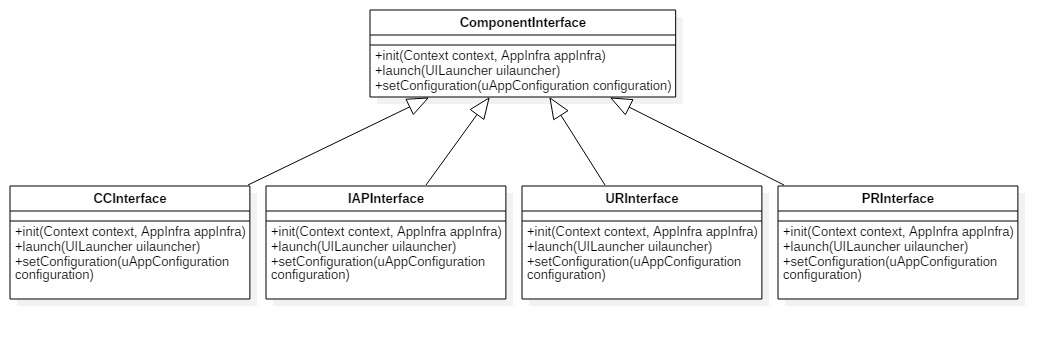 ComponentInterface
+init(Context context, AppInfra appInfra)
+launch(UILauncher uilauncher)
+setConfiguration(uAppConfiguration configuration)
CCInterface
+init(Context context, AppInfra appInfra)
+launch(UILauncher uilauncher)
+setConfiguration(uAppConfiguration
configuration)
IAPInterface
+init(Context context, AppInfra appInfra)
+launch(UILauncher uilauncher)
+setConfiguration(uAppConfiguration
configuration)
URInterface
+init(Context context, AppInfra appInfra)
+launch(UILauncher uilauncher)
+setConfiguration(uAppConfiguration
configuration)
PRInterface
+init(Context context, AppInfra appInfra)
+launch(UILauncher uilauncher)
+setConfiguration(uAppConfiguration
configuration)